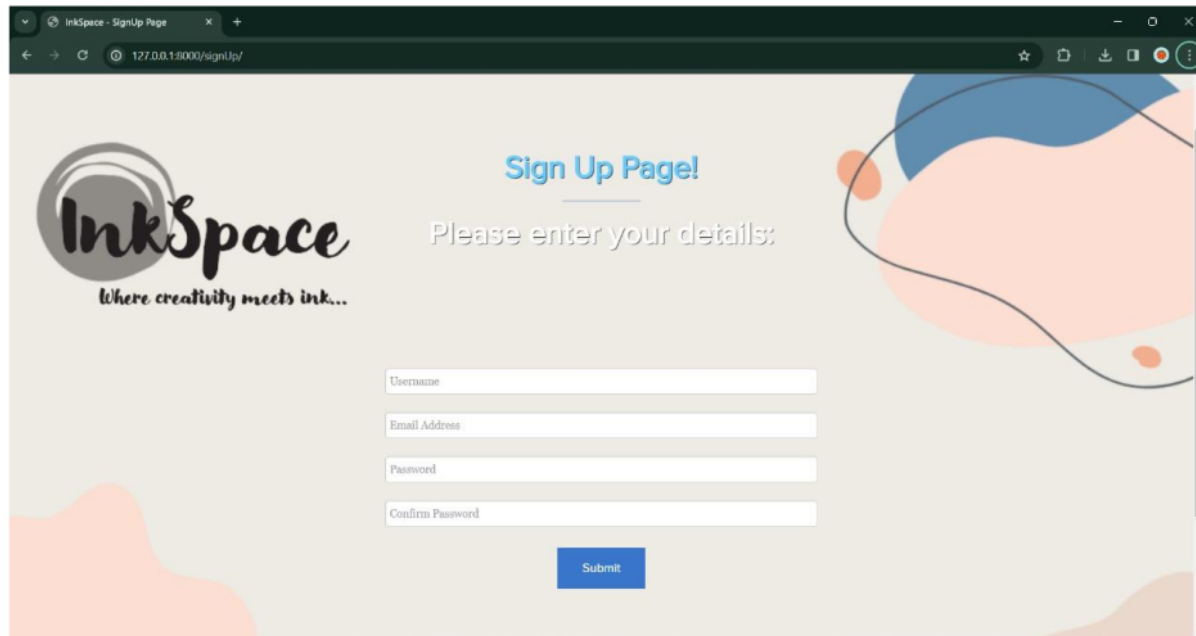 InkSpace - SignUp Page
127.0.0.1:8000/signUp/
InkSpace
Where creativity meets ink...
Sign Up Page!
Please enter your details:
Username
Email Address
Password
Confirm Password
Submit